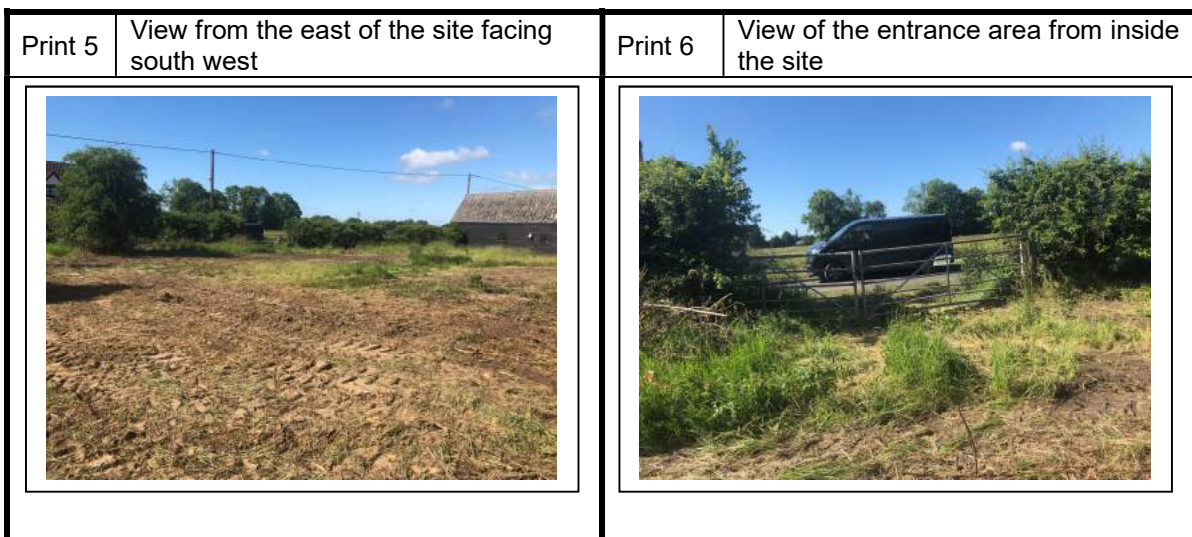 Print 5
View from the east of the site facing
south west
Print 6
View of the entrance area from inside
the site